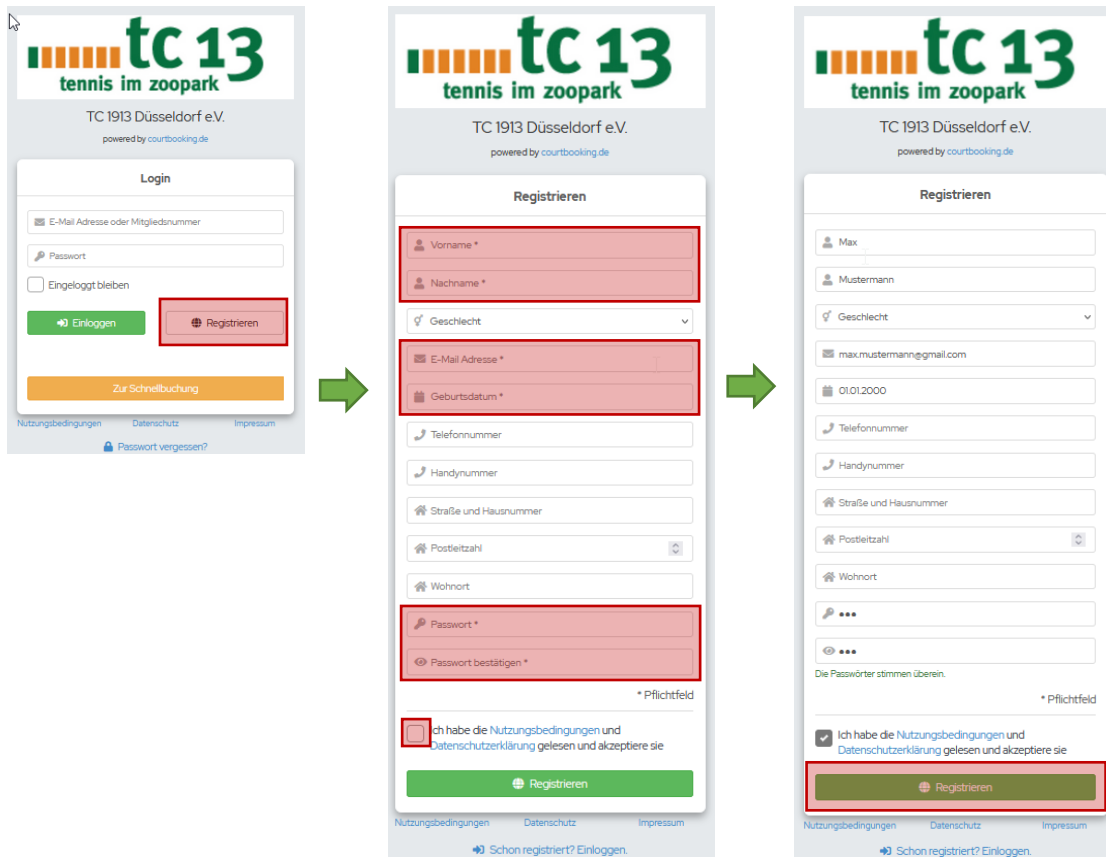 tc 13
tennis im zoopark
TC 1913 Düsseldorf e.V.
powered by courtbooking.de
Login
E-Mail Adresse oder Mitgliedsnummer
Passwort
Eingeloggt bleiben
Einloggen
Registrieren
Zur Schnellbuchung
Nutzungsbedingungen Datenschutz Impressum
Passwort vergessen?
tc 13
tennis im zoopark
TC 1913 Düsseldorf e.V.
powered by courtbooking.de
Registrieren
Vorname *
Nachname *
Geschlecht
E-Mail Adresse *
Geburtsdatum *
Telefonnummer
Handynummer
Straße und Hausnummer
Postleitzahl
Wohnort
Passwort *
Passwort bestätigen *
* Pflichtfeld
Ich habe die Nutzungsbedingungen und
Datenschutzerklärung gelesen und akzeptiere sie
Registrieren
Nutzungsbedingungen Datenschutz Impressum
Schon registriert? Einloggen.
tc 13
tennis im zoopark
TC 1913 Düsseldorf e.V.
powered by courtbooking.de
Registrieren
Max
Mustermann
Geschlecht
max.mustermann@gmail.com
01.01.2000
Telefonnummer
Handynummer
Straße und Hausnummer
Postleitzahl
Wohnort
•••
•••
Die Passwörter stimmen überein.
* Pflichtfeld
Ich habe die Nutzungsbedingungen und
Datenschutzerklärung gelesen und akzeptiere sie
Registrieren
Nutzungsbedingungen Datenschutz Impressum
Schon registriert? Einloggen.